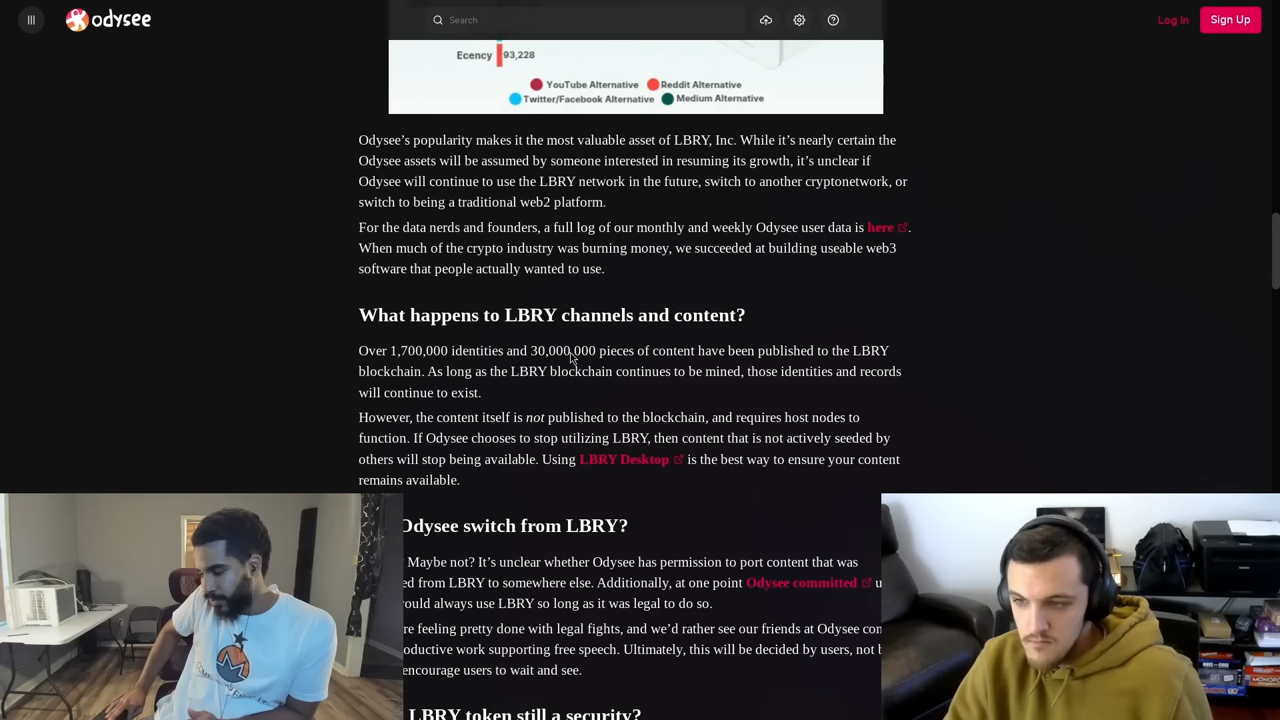 odysee
Search
Log In
Sign Up
Ecency 93,228
YouTube Alternative Reddit Alternative
Twitter/Facebook Alternative Medium Alternative
Odysee’s popularity makes it the most valuable asset of LBRY, Inc. While it’s nearly certain the
Odysee assets will be assumed by someone interested in resuming its growth, it’s unclear if
Odysee will continue to use the LBRY network in the future, switch to another cryptonetwork, or
switch to being a traditional web2 platform.
For the data nerds and founders, a full log of our monthly and weekly Odysee user data is here.
When much of the crypto industry was burning money, we succeeded at building useable web3
software that people actually wanted to use.
What happens to LBRY channels and content?
Over 1,700,000 identities and 30,000,000 pieces of content have been published to the LBRY
blockchain. As long as the LBRY blockchain continues to be mined, those identities and records
will continue to exist.
However, the content itself is not published to the blockchain, and requires host nodes to
function. If Odysee chooses to stop utilizing LBRY, then content that is not actively seeded by
others will stop being available. Using LBRY Desktop is the best way to ensure your content
remains available.
Odysee switch from LBRY?
Maybe not? It’s unclear whether Odysee has permission to port content that was
ed from LBRY to somewhere else. Additionally, at one point Odysee committed u
ould always use LBRY so long as it was legal to do so.
re feeling pretty done with legal fights, and we’d rather see our friends at Odysee con
oductive work supporting free speech. Ultimately, this will be decided by users, not b
encourage users to wait and see.
LBRY token still a security?